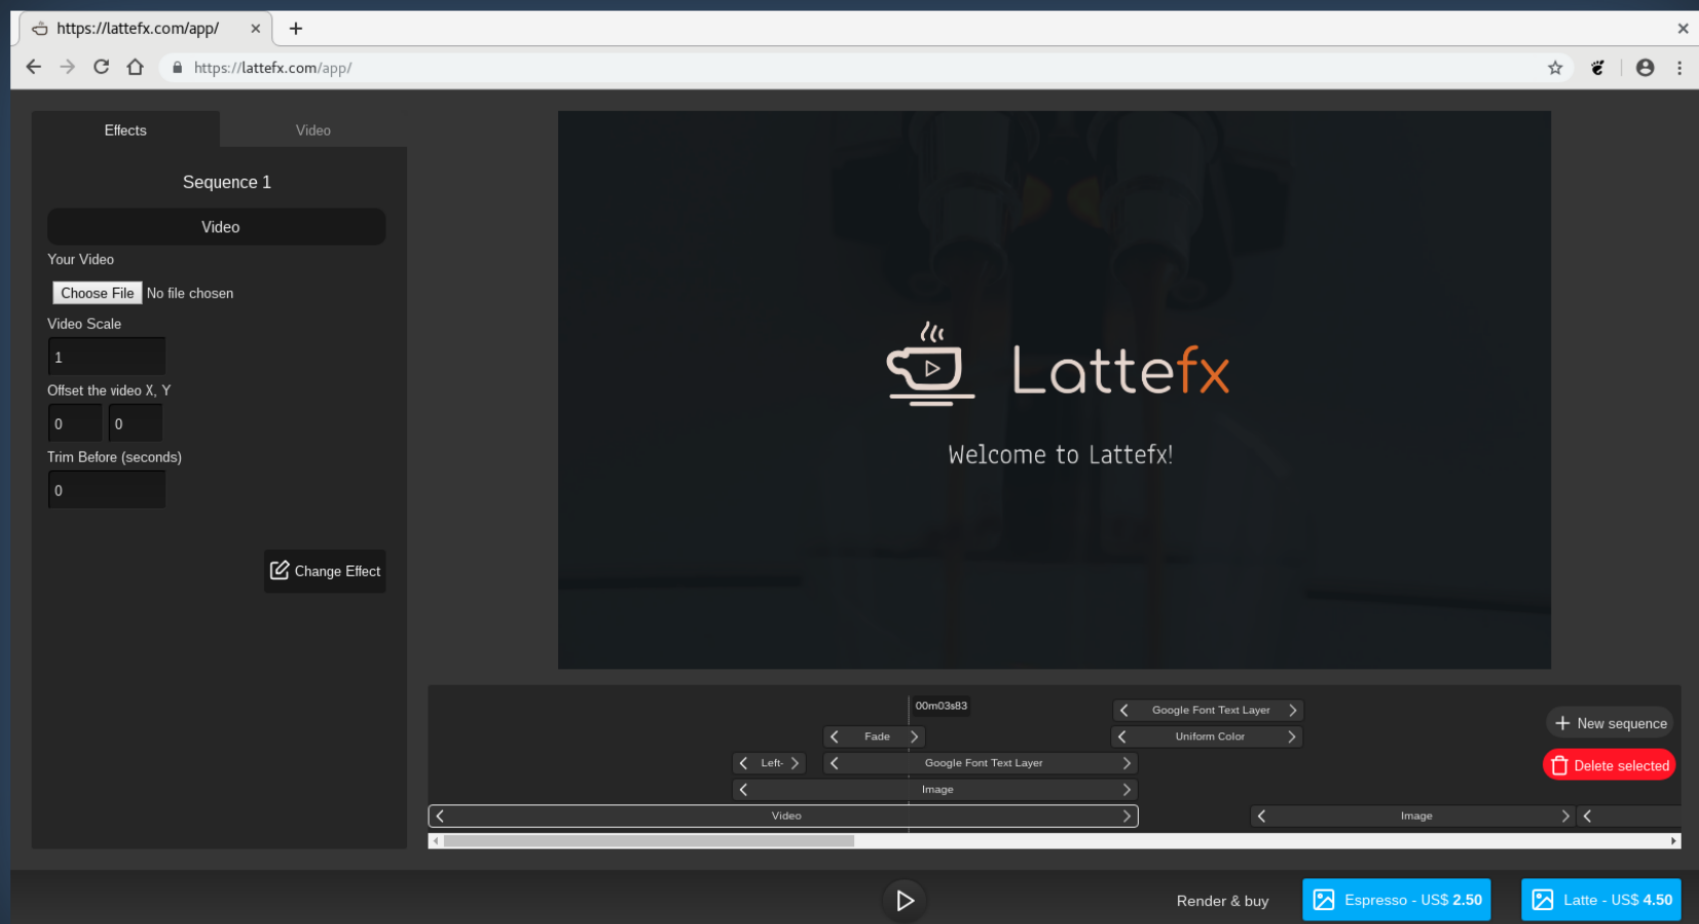 https://lattefx.com/app/
https://lattefx.com/app/
Effects
Video
Sequence 1
Video
Your Video
Choose File No file chosen
Video Scale
1
Offset the video X, Y
0 0
Trim Before (seconds)
0
Change Effect
Lattefx
Welcome to Lattefx!
00m03s83
Google Font Text Layer
Fade
Uniform Color
Left-
Google Font Text Layer
Image
Video
Image
New sequence
Delete selected
Render & buy
Espresso - US$ 2.50
Latte - US$ 4.50